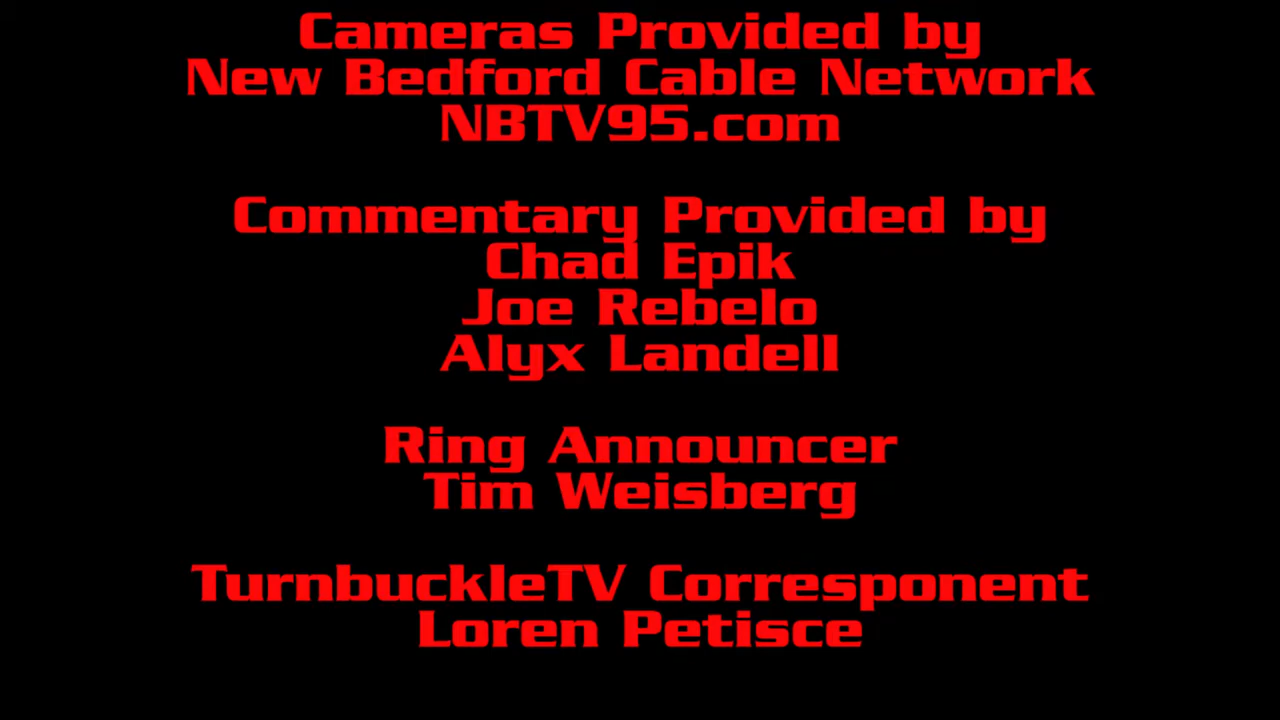 Cameras Provided by
New Bedford Cable Network
NBTV95.com
Commentary Provided by
Chad Epik
Joe Rebelo
Alyx Landell
Ring Announcer
Tim Weisberg
TurnbuckleTV Corresponent
Loren Petisce